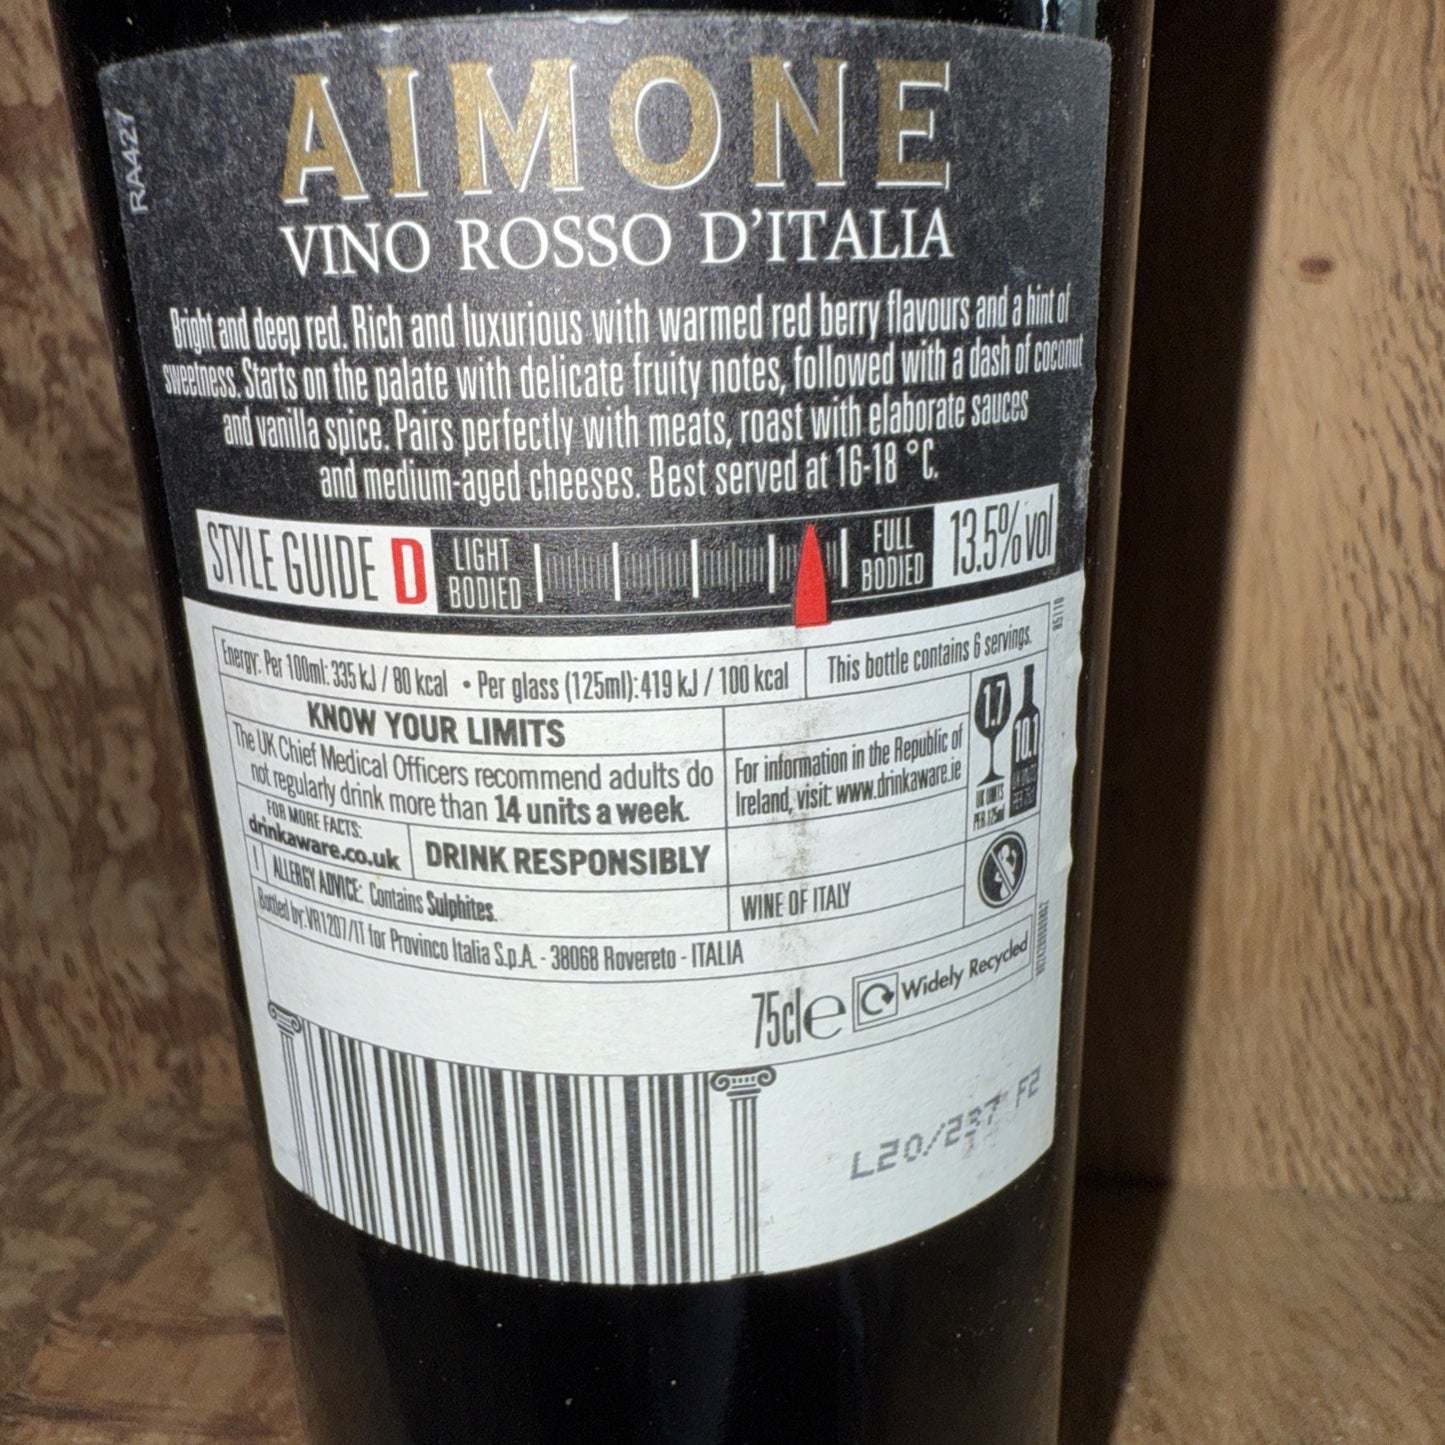 AIMONE
RA427
VINO ROSSO D'ITALIA
Bright and deep red. Rich and luxurious with warmed red berry flavours and a hint of
sweetness. Starts on the palate with delicate fruity notes, followed with a dash of coconut
and vanilla spice. Pairs perfectly with meats, roast with elaborate sauces
and medium-aged cheeses. Best served at 16-18 °C.
STYLE GUIDE D
LIGHT
BODIED
FULL
BODIED
13.5%vol
Energy: Per 100ml: 335 kJ / 80 kcal • Per glass (125ml): 419 kJ / 100 kcal
This bottle contains 6 servings.
85/10
KNOW YOUR LIMITS
The UK Chief Medical Officers recommend adults do
not regularly drink more than 14 units a week.
For information in the Republic of
Ireland, visit: www.drinkaware.ie
1.7
UK UNITS
PER 125ml
10.1
FOR MORE FACTS:
drinkaware.co.uk
DRINK RESPONSIBLY
1 ALLERGY ADVICE: Contains Sulphites.
WINE OF ITALY
Bottled by: VR1207/IT for Provinco Italia S.p.A. - 38068 Rovereto - ITALIA
75cl e
Widely Recycled
L20/237 F2